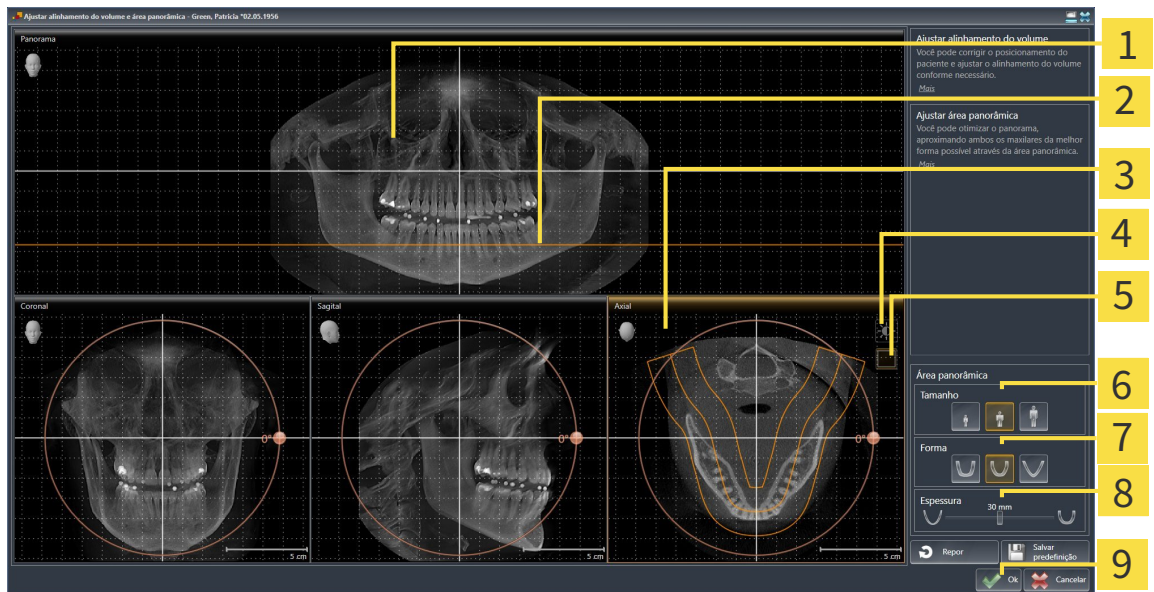 Ajustar alinhamento do volume e área panorâmica - Green, Patricia *02.05.1956
Panorama
Ajustar alinhamento do volume
Você pode corrigir o posicionamento do
paciente e ajustar o alinhamento do volume
conforme necessário.
Mais
Ajustar área panorâmica
Você pode otimizar o panorama,
aproximando ambos os maxilares da melhor
forma possível através da área panorâmica.
Mais
1
2
3
4
5
Coronal
0°
5 cm
Sagital
0°
5 cm
Axial
0°
5 cm
Área panorâmica
Tamanho
6
Forma
7
Espessura
30 mm
8
Repor
Salvar
predefinição
Ok
Cancelar
9